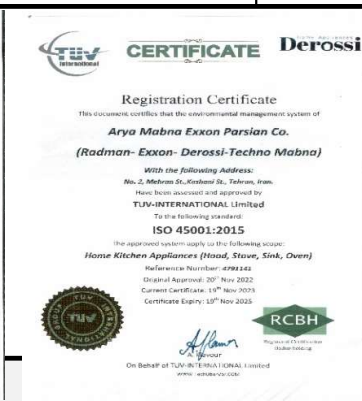 TÜV
International
CERTIFICATE
Derossi
Registration Certificate
This document certifies that the environmental management system of
Arya Mabna Exxon Parsian Co.
(Radman- Exxon- Derossi-Techno Mabna)
With the following Address:
No. 2, Mehran St.,Kashani St., Tehran, Iran.
Have been assessed and approved by
TUV-INTERNATIONAL Limited
To the following standard:
ISO 45001:2015
The approved system apply to the following scope:
Home Kitchen Appliances (Hood, Stove, Sink, Oven)
Reference Number: 4791141
Original Approval: 20th Nov 2022
Current Certificate: 19th Nov 2023
Certificate Expiry: 19th Nov 2025
TUV
RCBH
On Behalf of TUV-INTERNATIONAL Limited